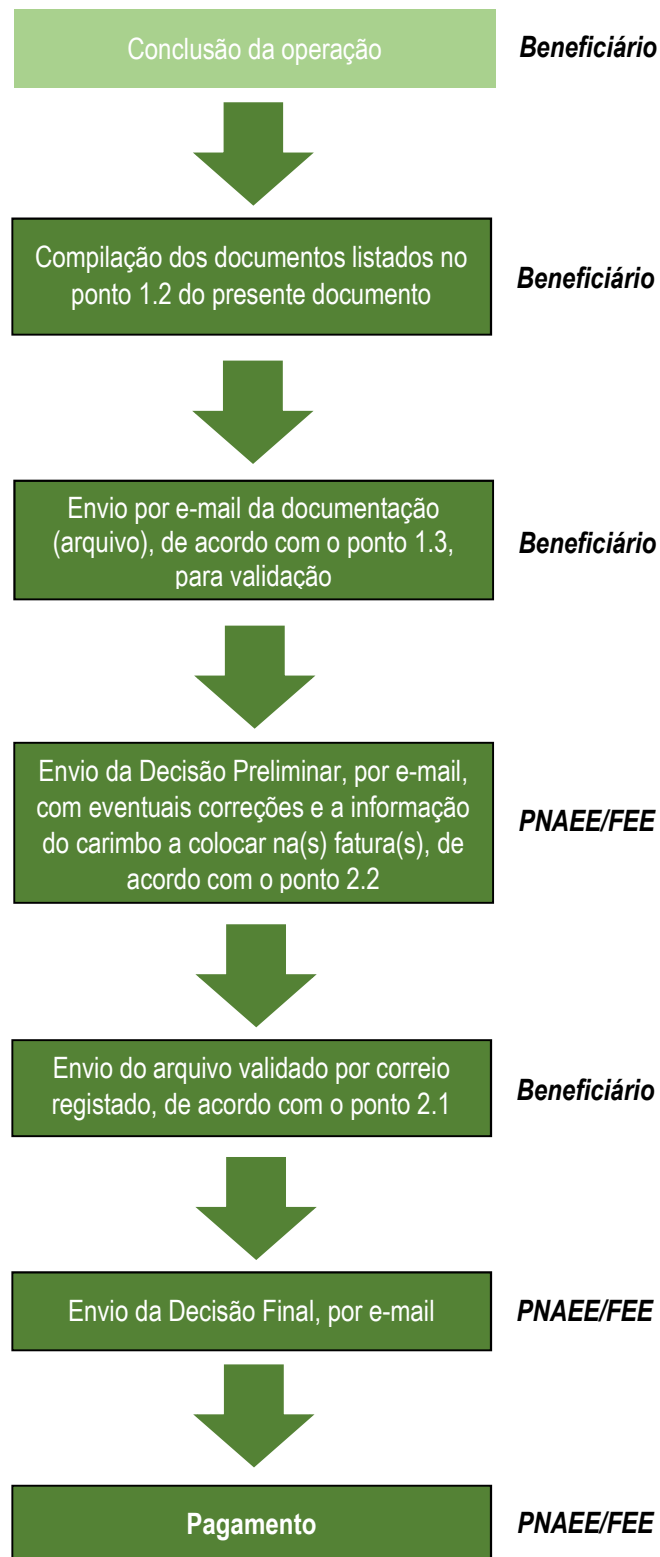 Conclusão da operação
Beneficiário
Compilação dos documentos listados no
ponto 1.2 do presente documento
Beneficiário
Envio por e-mail da documentação
(arquivo), de acordo com o ponto 1.3,
para validação
Beneficiário
Envio da Decisão Preliminar, por e-mail,
com eventuais correções e a informação
do carimbo a colocar na(s) fatura(s), de
acordo com o ponto 2.2
PNAEE/FEE
Envio do arquivo validado por correio
registado, de acordo com o ponto 2.1
Beneficiário
Envio da Decisão Final, por e-mail
PNAEE/FEE
Pagamento
PNAEE/FEE